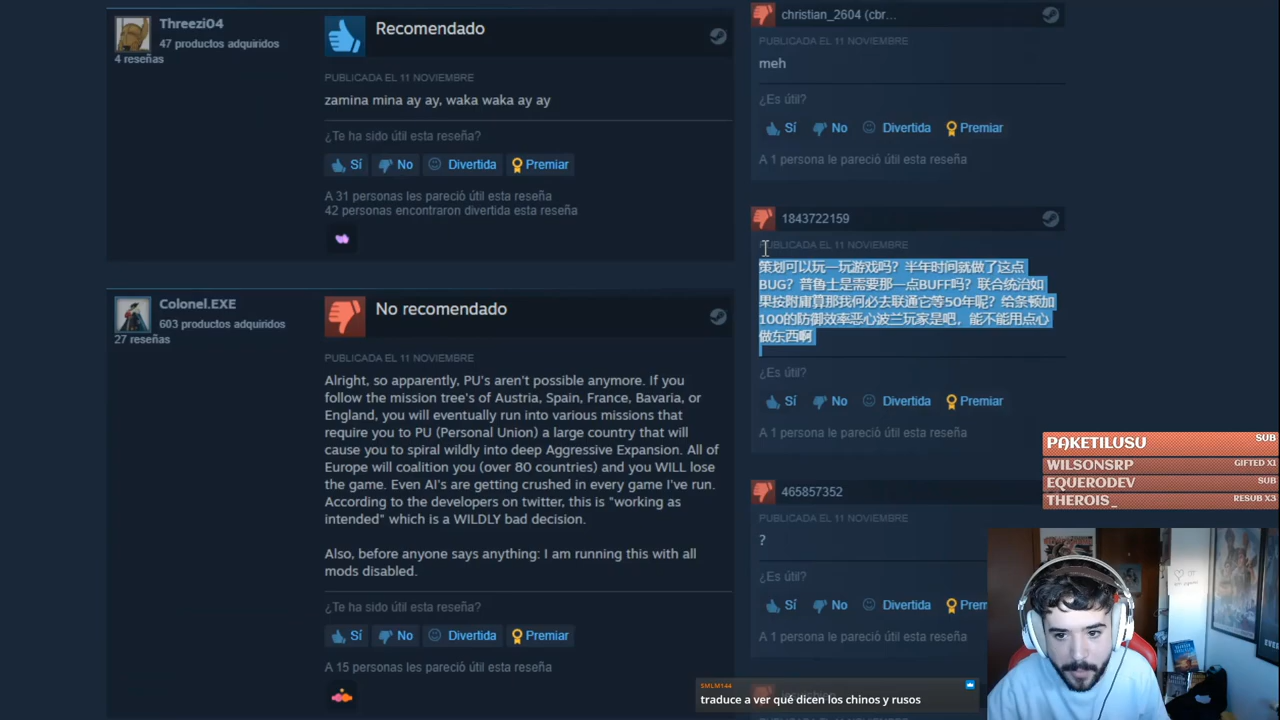 Threezi04
47 productos adquiridos
4 reseñas
Recomendado
PUBLICADA EL 11 NOVIEMBRE
zamina mina ay ay, waka waka ay ay
¿Te ha sido útil esta reseña?
Sí No Divertida Premiar
A 31 personas les pareció útil esta reseña
42 personas encontraron divertida esta reseña
Colonel.EXE
603 productos adquiridos
27 reseñas
No recomendado
PUBLICADA EL 11 NOVIEMBRE
Alright, so apparently, PU's aren't possible anymore. If you
follow the mission tree's of Austria, Spain, France, Bavaria, or
England, you will eventually run into various missions that
require you to PU (Personal Union) a large country that will
cause you to spiral wildly into deep Aggressive Expansion. All of
Europe will coalition you (over 80 countries) and you WILL lose
the game. Even AI's are getting crushed in every game I've run.
According to the developers on twitter, this is "working as
intended" which is a WILDLY bad decision.
Also, before anyone says anything: I am running this with all
mods disabled.
¿Te ha sido útil esta reseña?
Sí No Divertida Premiar
A 15 personas les pareció útil esta reseña
christian_2604 (cbr...
PUBLICADA EL 11 NOVIEMBRE
meh
¿Es útil?
Sí No Divertida Premiar
A 1 persona le pareció útil esta reseña
1843722159
PUBLICADA EL 11 NOVIEMBRE
策划可以玩一玩游戏吗？半年时间就做了这点
BUG？普鲁士是需要那一点BUFF吗？联合统治如
果按附庸算那我何必去联通它等50年呢？给条顿加
100的防御效率恶心波兰玩家是吧，能不能用点心
做东西啊
¿Es útil?
Sí No Divertida Premiar
A 1 persona le pareció útil esta reseña
465857352
PUBLICADA EL 11 NOVIEMBRE
?
¿Es útil?
Sí No Divertida Prem
A 1 persona le pareció útil esta reseña
PAKETILUSU SUB
WILSONSRP GIFTED X1
EQUERODEV SUB
THEROIS_ RESUB X3
SMLM144
traduce a ver qué dicen los chinos y rusos